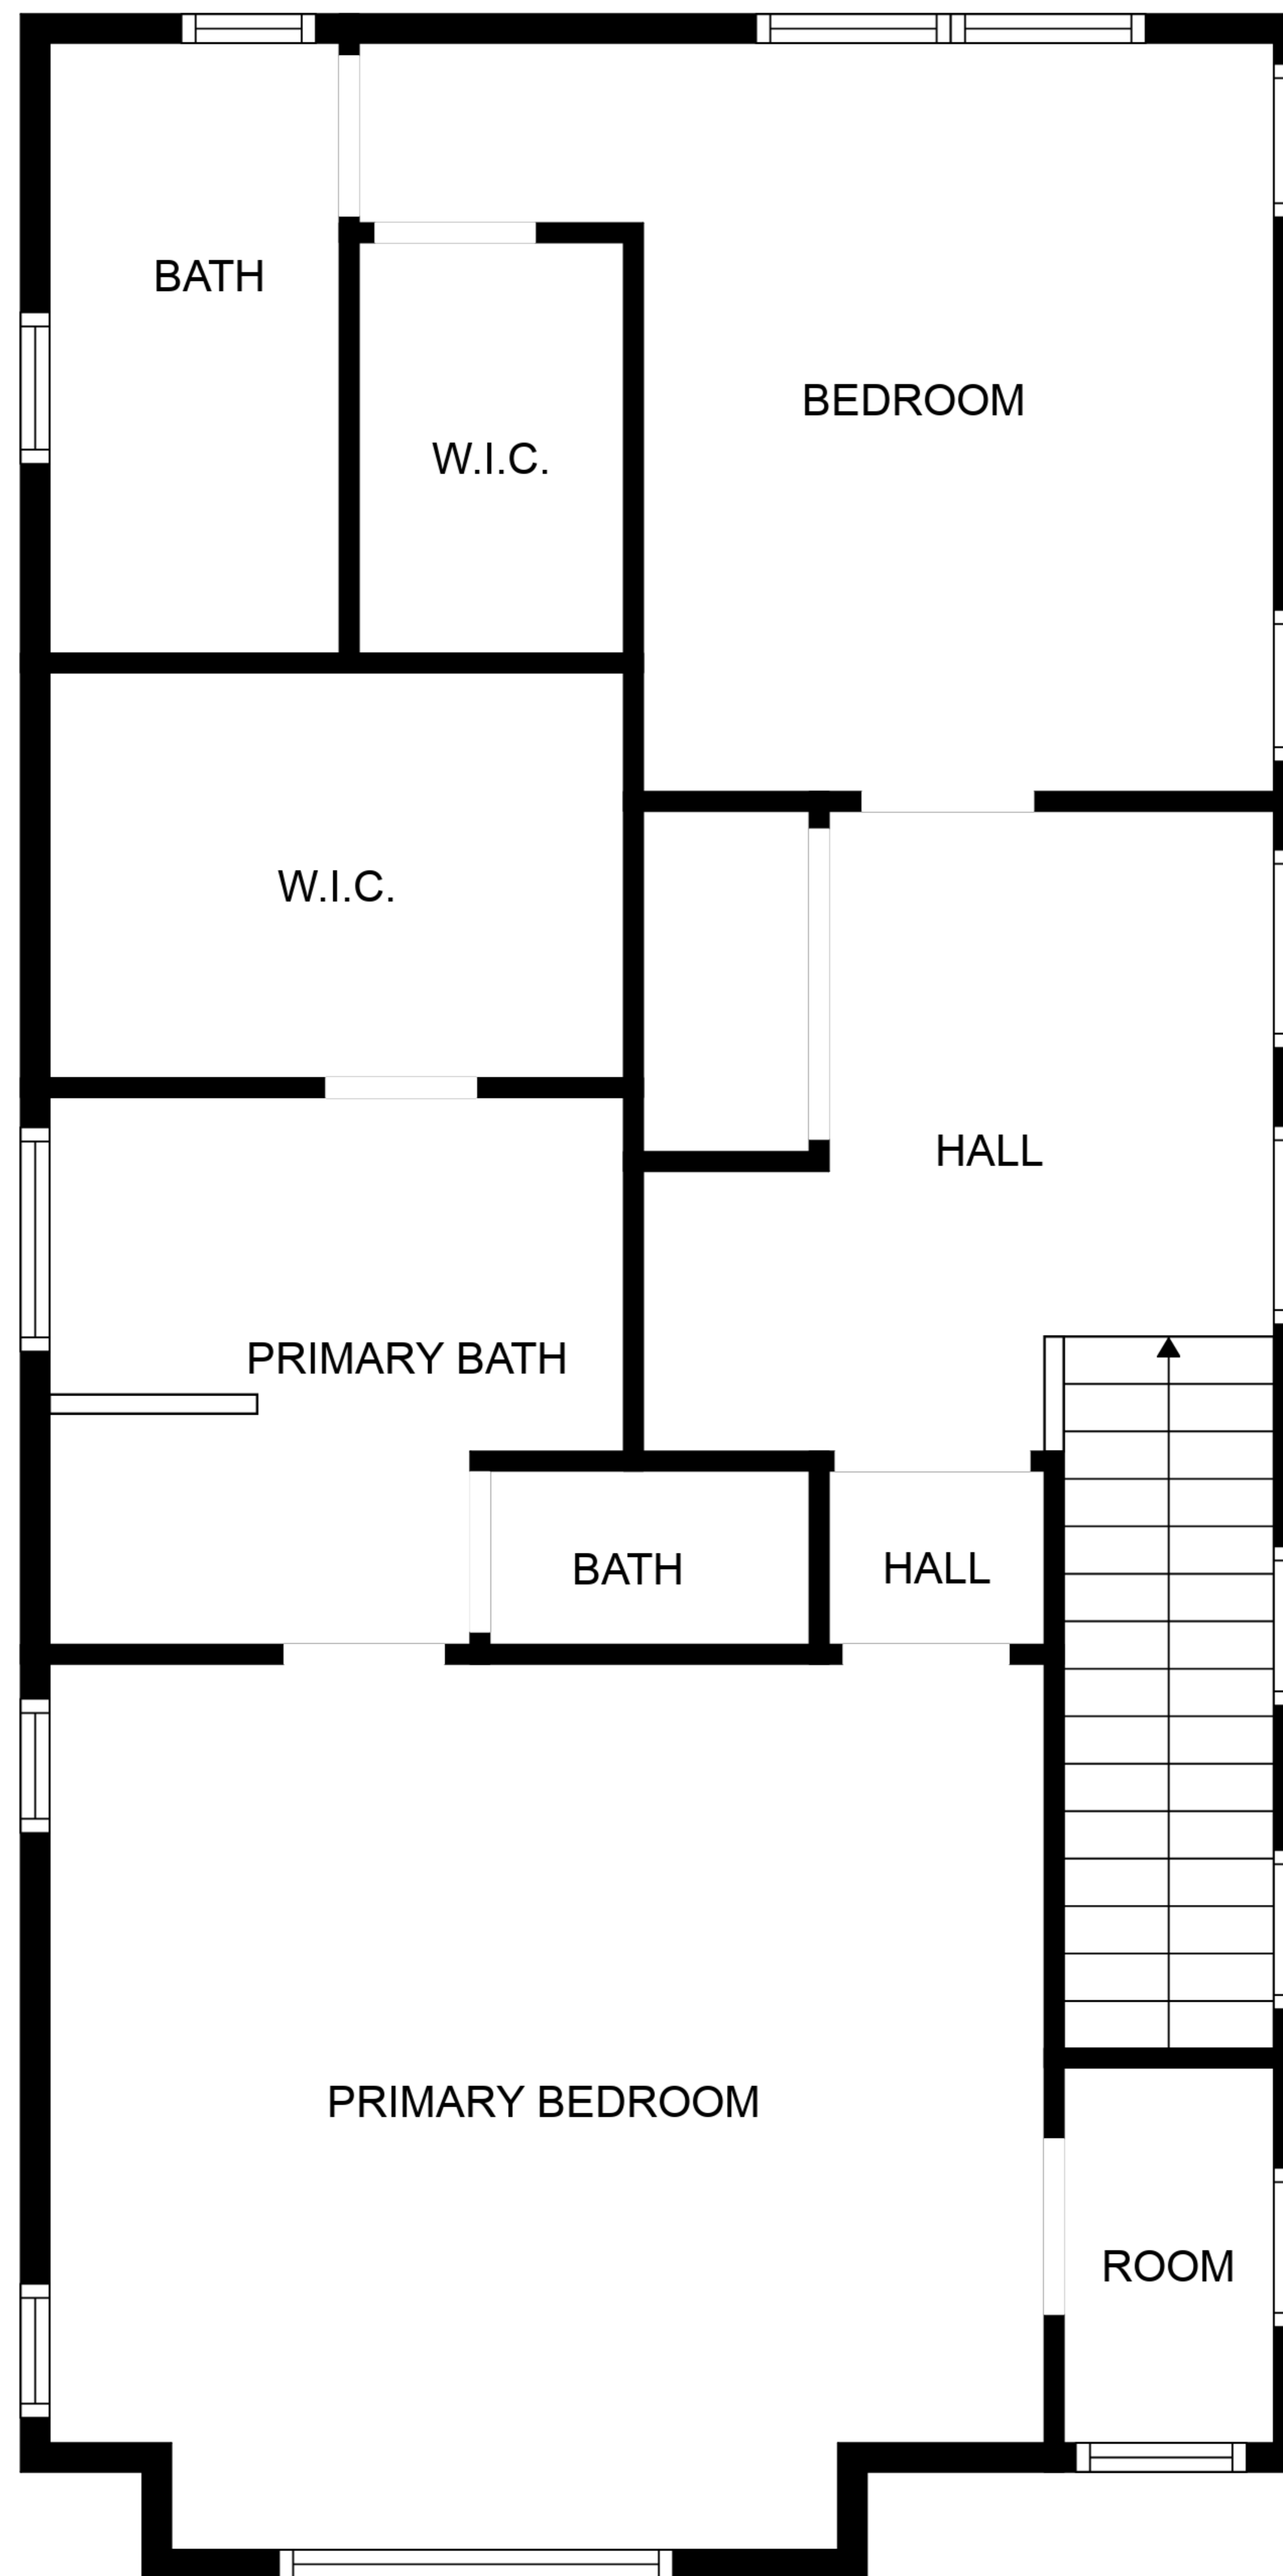 BATH
BEDROOM
W.I.C.
W.I.C.
HALL
PRIMARY BATH
BATH
HALL
PRIMARY BEDROOM
ROOM